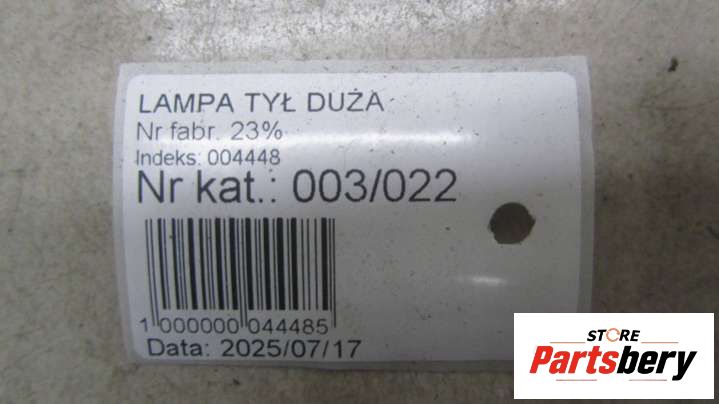 LAMPA TYŁ DUŻA
Nr fabr. 23%
Indeks: 004448
Nr kat.: 003/022
1 000000 044485
Data: 2025/07/17
STORE
Partsbery